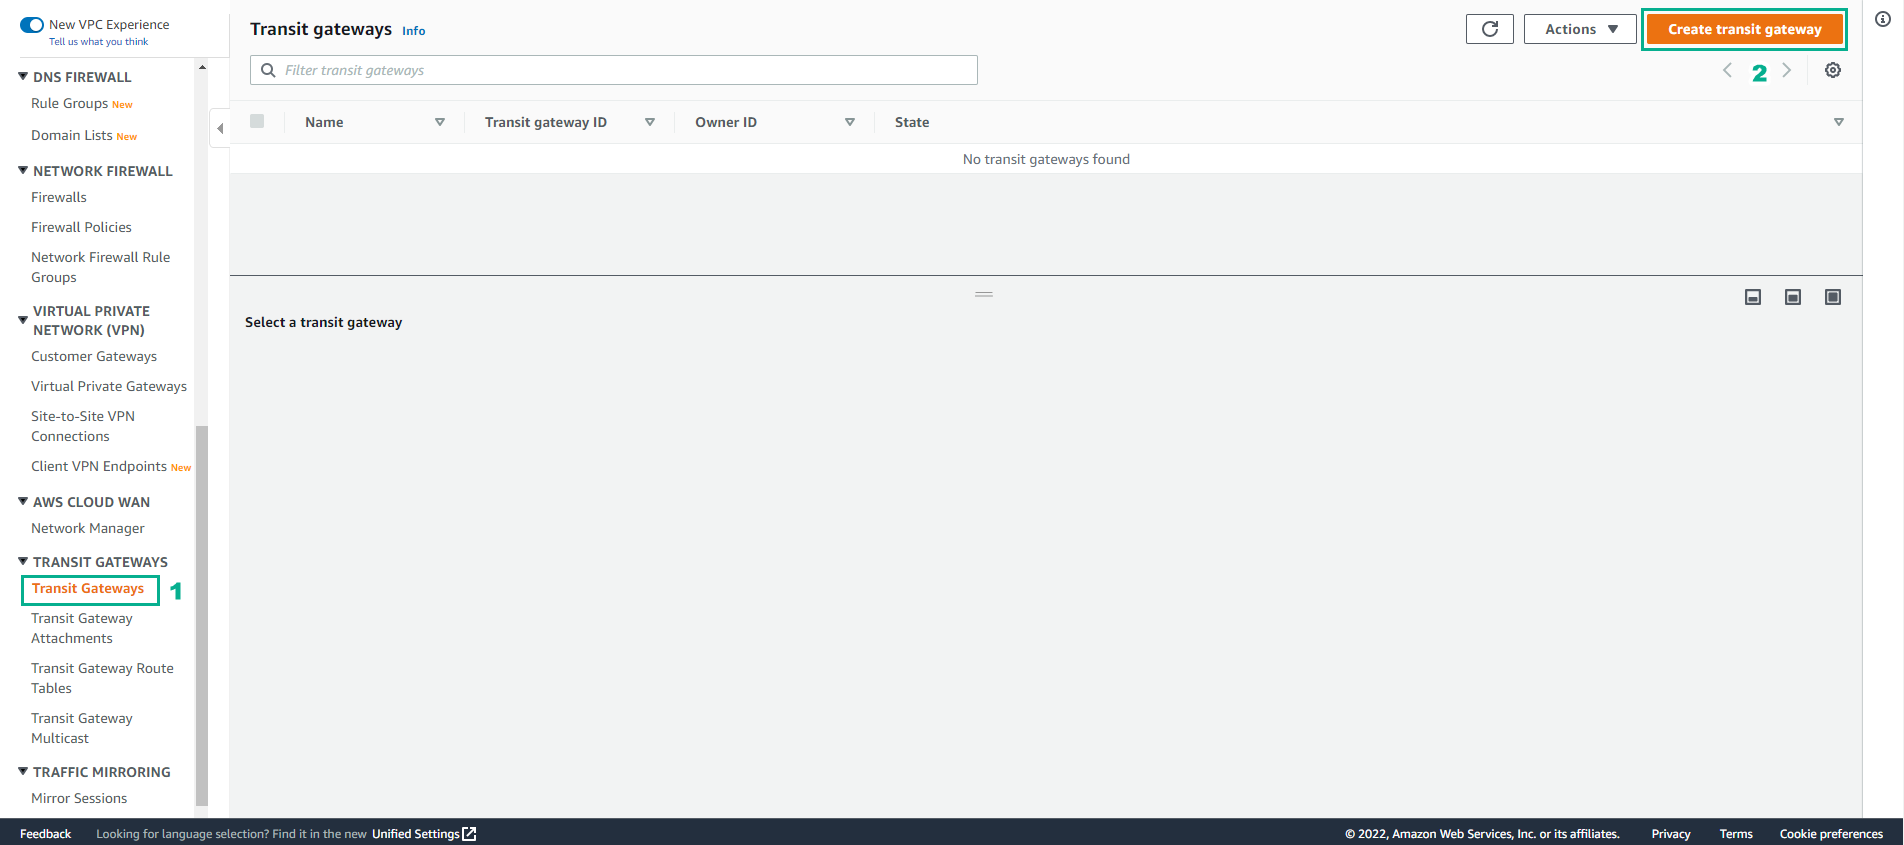 New VPC Experience
Tell us what you think
DNS FIREWALL
Rule Groups New
Domain Lists New
NETWORK FIREWALL
Firewalls
Firewall Policies
Network Firewall Rule
Groups
VIRTUAL PRIVATE
NETWORK (VPN)
Customer Gateways
Virtual Private Gateways
Site-to-Site VPN
Connections
Client VPN Endpoints New
AWS CLOUD WAN
Network Manager
TRANSIT GATEWAYS
Transit Gateways 1
Transit Gateway
Attachments
Transit Gateway Route
Tables
Transit Gateway
Multicast
TRAFFIC MIRRORING
Mirror Sessions
Transit gateways Info
Actions
Create transit gateway
Filter transit gateways
2
Name Transit gateway ID Owner ID State
No transit gateways found
Select a transit gateway
Feedback Looking for language selection? Find it in the new Unified Settings © 2022, Amazon Web Services, Inc. or its affiliates. Privacy Terms Cookie preferences